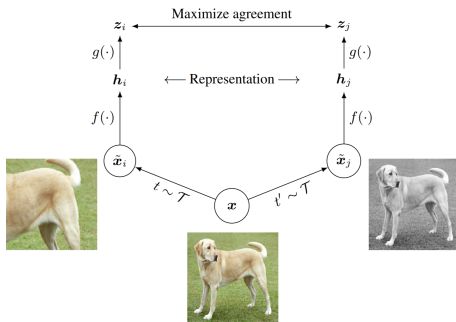 Maximize agreement
z_i z_j
g(·) g(·)
h_i ← Representation → h_j
f(·) f(·)
x̃_i x̃_j
t ∼ 𝒯 t′ ∼ 𝒯
x